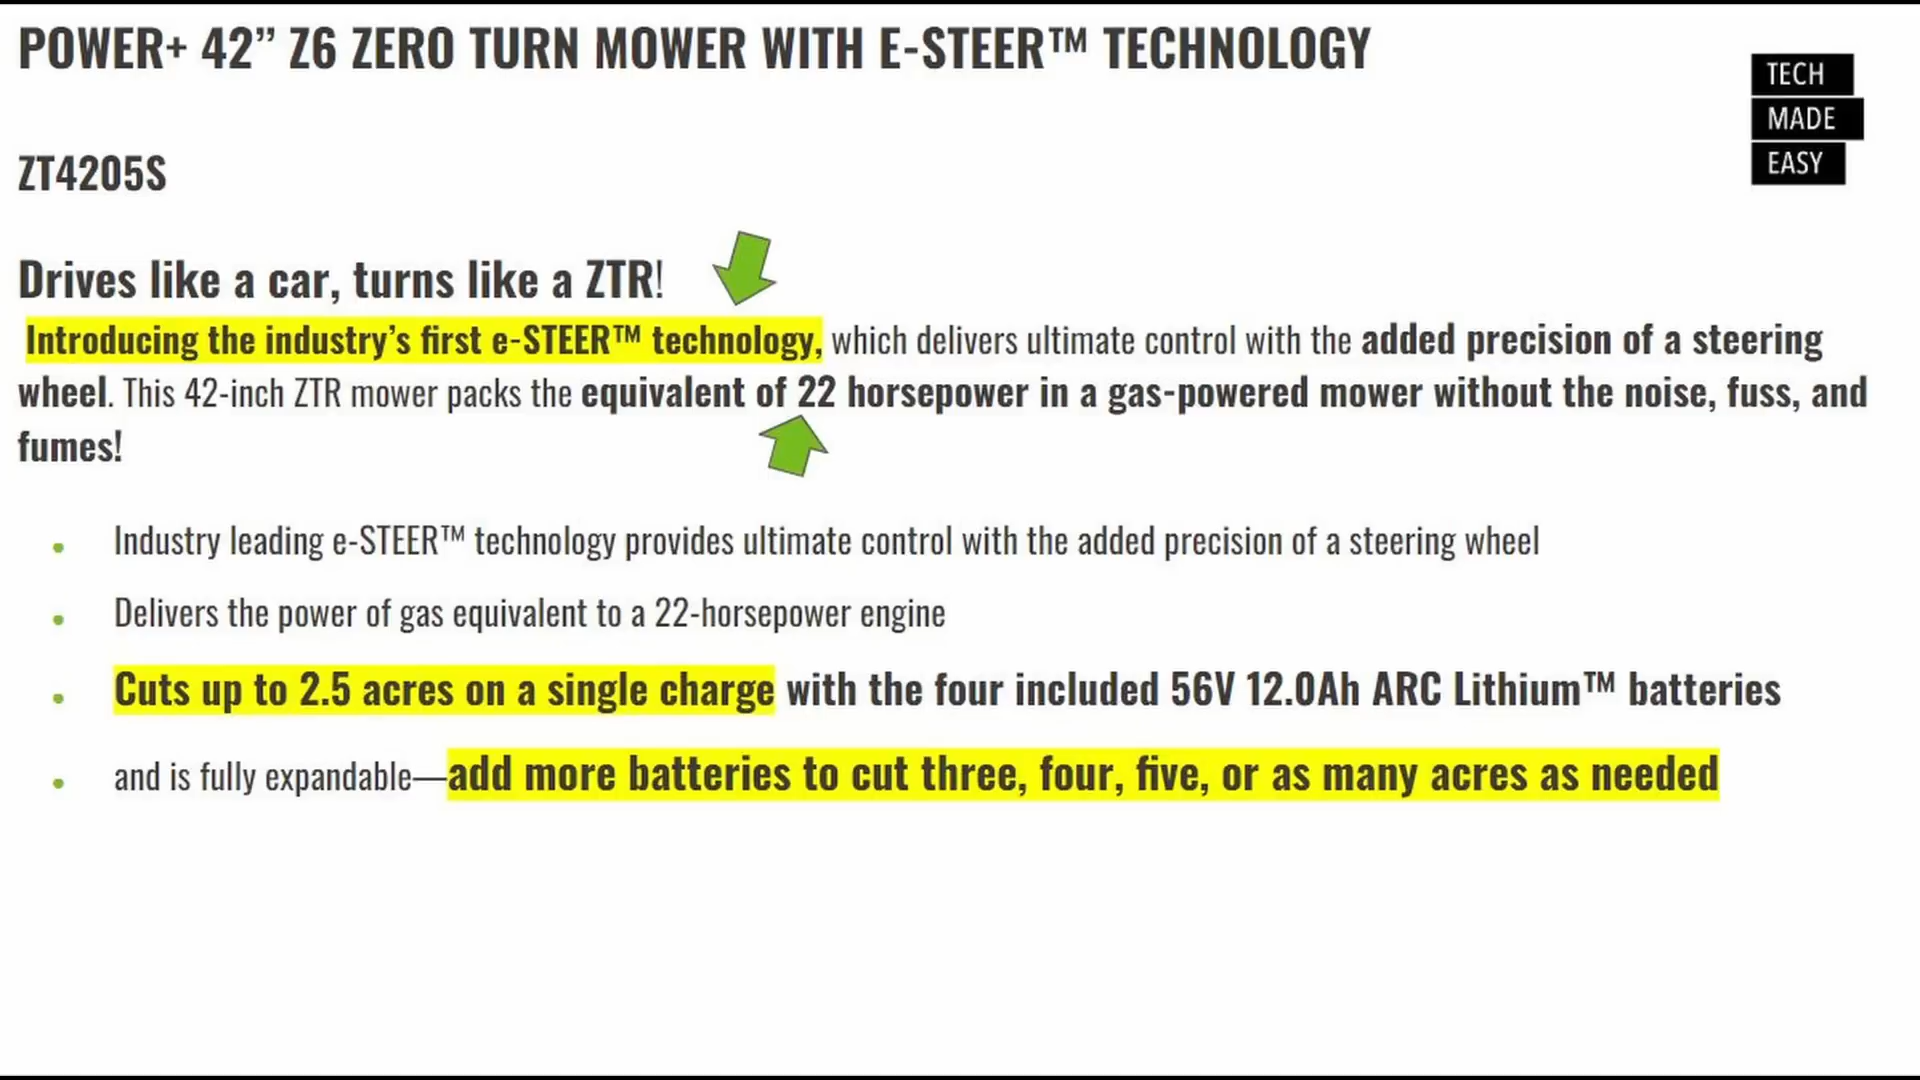 POWER+ 42” Z6 ZERO TURN MOWER WITH E-STEER™ TECHNOLOGY
TECH
MADE
EASY
ZT4205S
Drives like a car, turns like a ZTR!
Introducing the industry’s first e-STEER™ technology, which delivers ultimate control with the added precision of a steering
wheel. This 42-inch ZTR mower packs the equivalent of 22 horsepower in a gas-powered mower without the noise, fuss, and
fumes!
• Industry leading e-STEER™ technology provides ultimate control with the added precision of a steering wheel
• Delivers the power of gas equivalent to a 22-horsepower engine
• Cuts up to 2.5 acres on a single charge with the four included 56V 12.0Ah ARC Lithium™ batteries
• and is fully expandable—add more batteries to cut three, four, five, or as many acres as needed